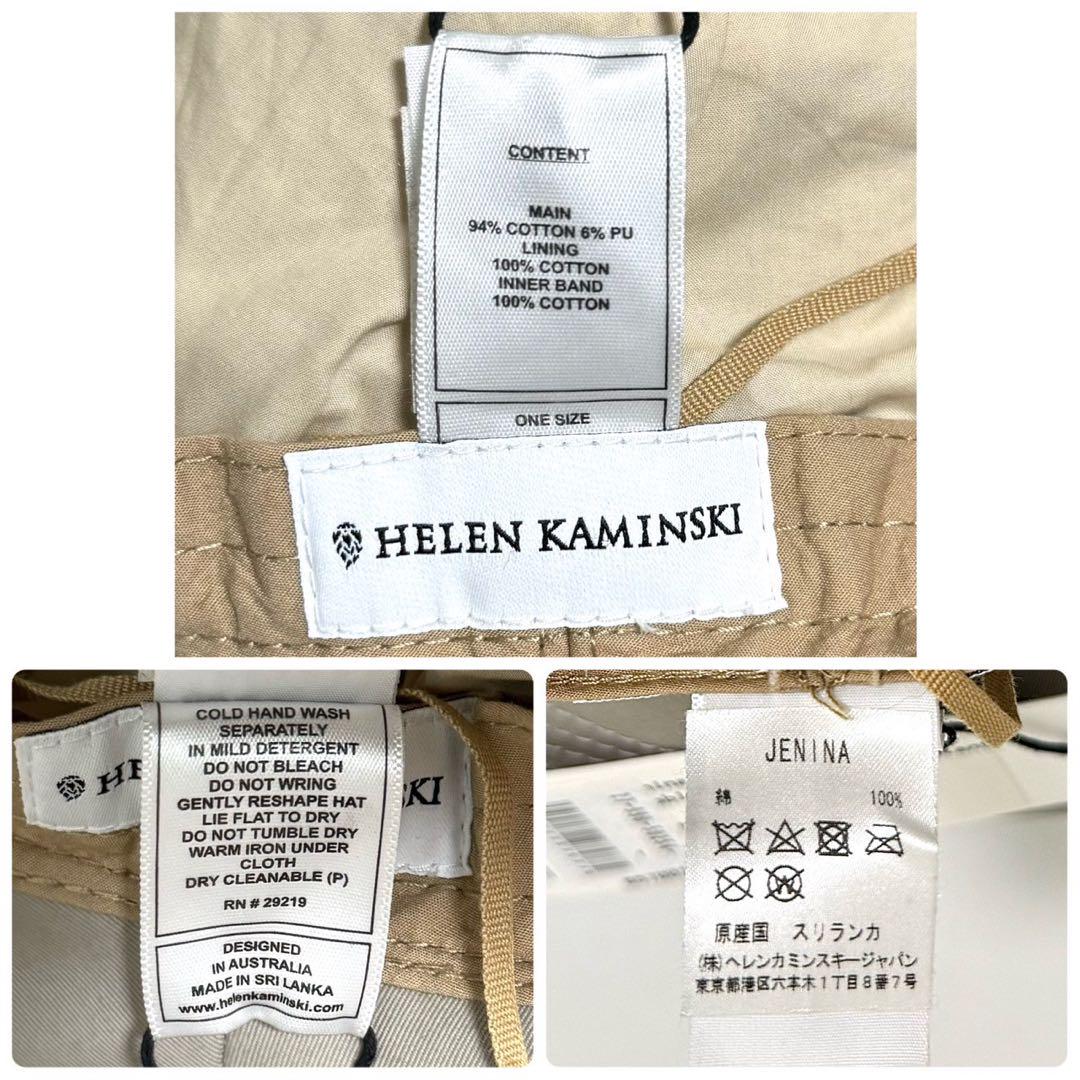 CONTENT
MAIN
94% COTTON 6% PU
LINING
100% COTTON
INNER BAND
100% COTTON
ONE SIZE
HELEN KAMINSKI
COLD HAND WASH
SEPARATELY
IN MILD DETERGENT
DO NOT BLEACH
DO NOT WRING
GENTLY RESHAPE HAT
LIE FLAT TO DRY
DO NOT TUMBLE DRY
WARM IRON UNDER
CLOTH
DRY CLEANABLE (P)
RN # 29219
DESIGNED
IN AUSTRALIA
MADE IN SRI LANKA
www.helenkaminski.com
JENINA
綿 100%
原産国 スリランカ
(株)ヘレンカミンスキージャパン
東京都港区六本木1丁目8番7号